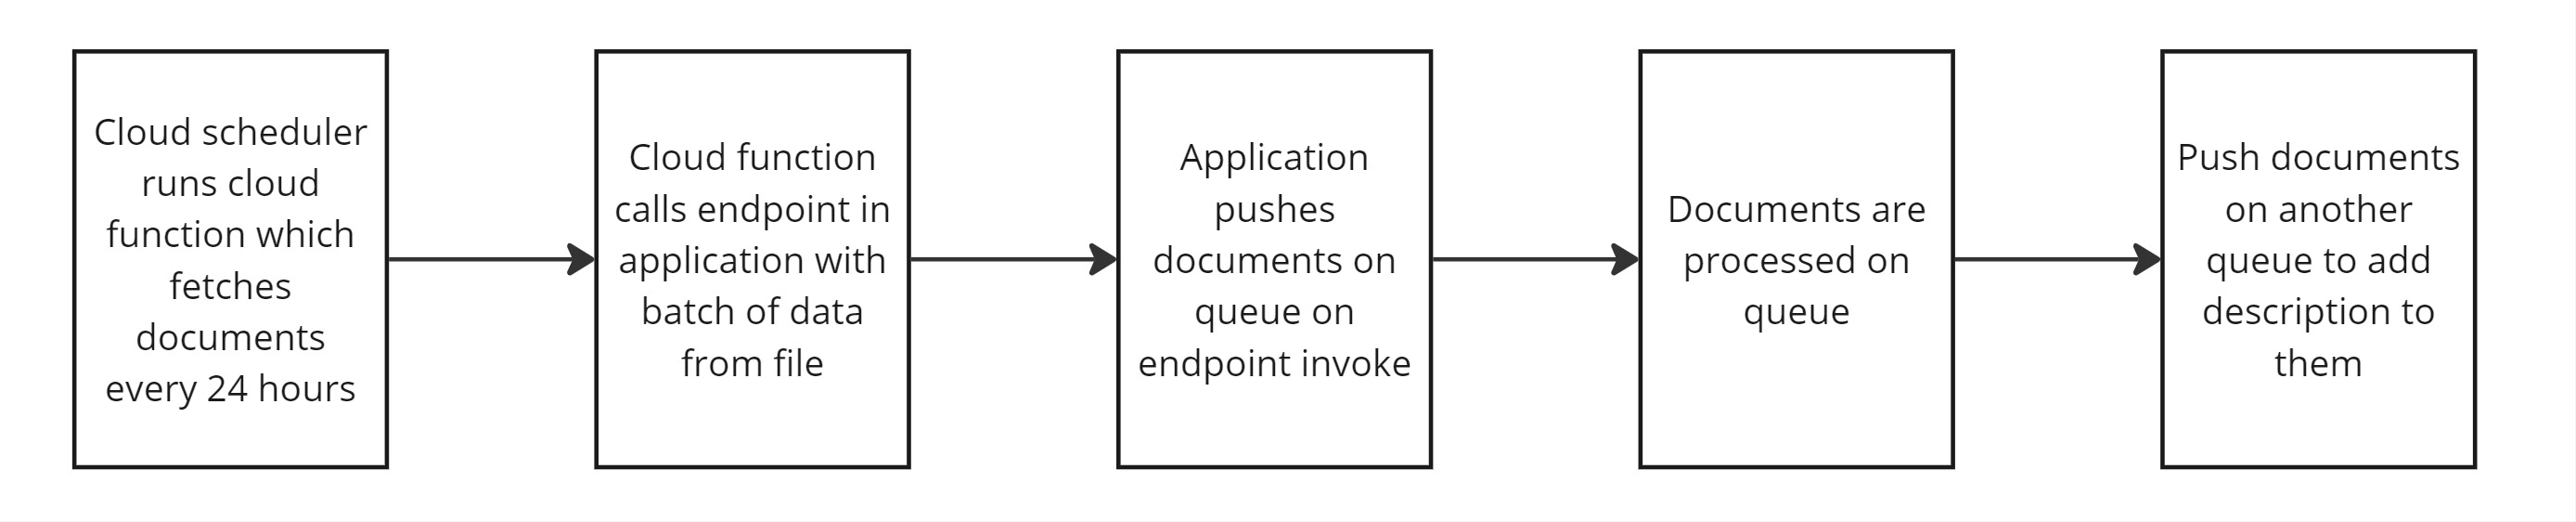 Cloud scheduler
runs cloud
function which
fetches
documents
every 24 hours
Cloud function
calls endpoint in
application with
batch of data
from file
Application
pushes
documents on
queue on
endpoint invoke
Documents are
processed on
queue
Push documents
on another
queue to add
description to
them